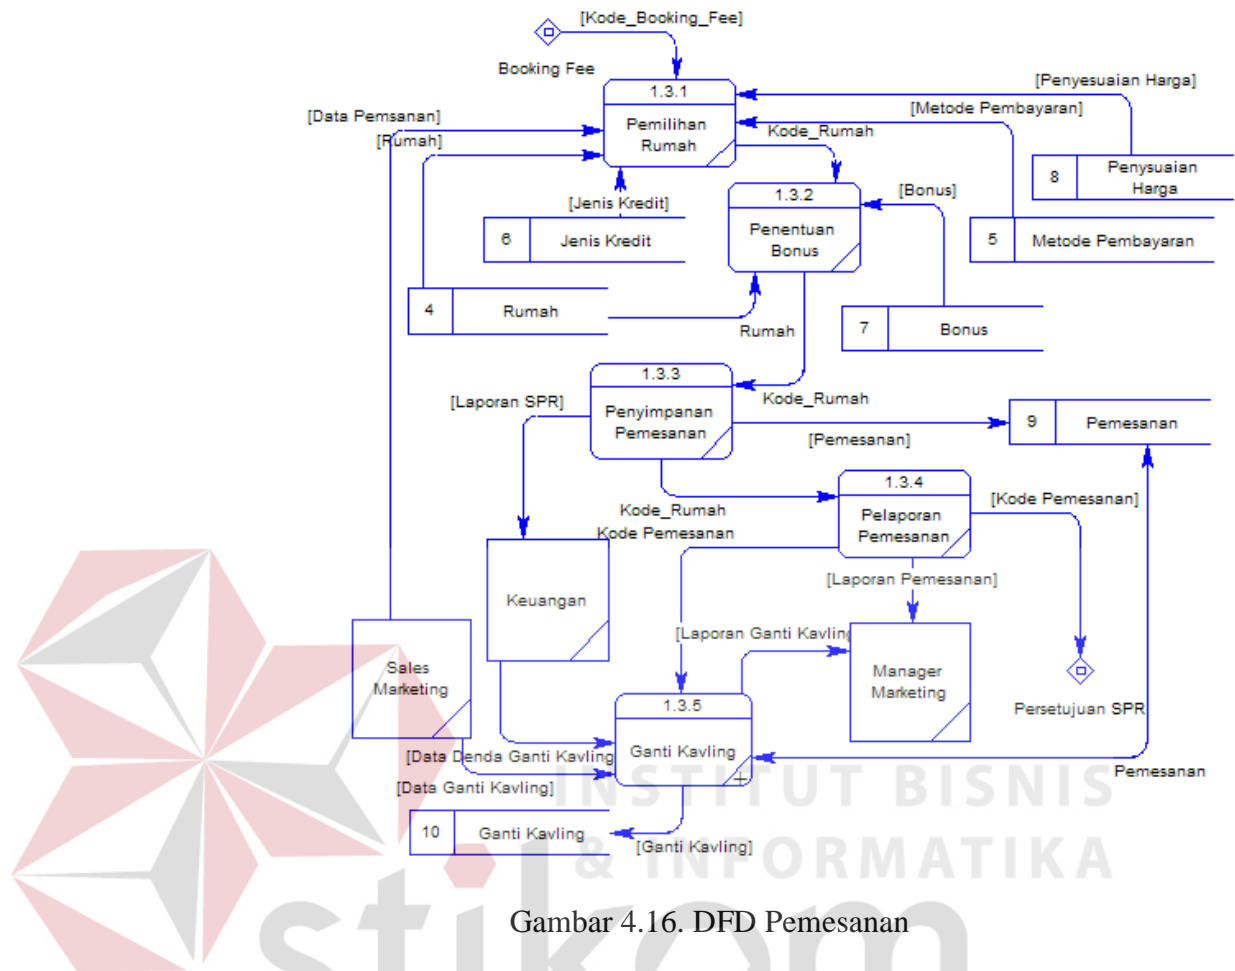 [Kode_Booking_Fee]
Booking Fee
1.3.1
Pemilihan
Rumah
[Penyesuaian Harga]
[Data Pemsanan]
[Metode Pembayaran]
[Rumah]
Kode_Rumah
8
Penysuaian
Harga
[Jenis Kredit]
1.3.2
Penentuan
Bonus
[Bonus]
6
Jenis Kredit
5
Metode Pembayaran
4
Rumah
Rumah
7
Bonus
1.3.3
Penyimpanan
Pemesanan
Kode_Rumah
[Laporan SPR]
9
Pemesanan
[Pemesanan]
1.3.4
Pelaporan
Pemesanan
[Kode Pemesanan]
Kode_Rumah
Kode Pemesanan
[Laporan Pemesanan]
Keuangan
[Laporan Ganti Kavling
Sales
Marketing
Manager
Marketing
1.3.5
Ganti Kavling
Persetujuan SPR
[Data Denda Ganti Kavling
Pemesanan
[Data Ganti Kavling]
10
Ganti Kavling
[Ganti Kavling]
INSTITUT BISNIS
& INFORMATIKA
stikom
Gambar 4.16. DFD Pemesanan